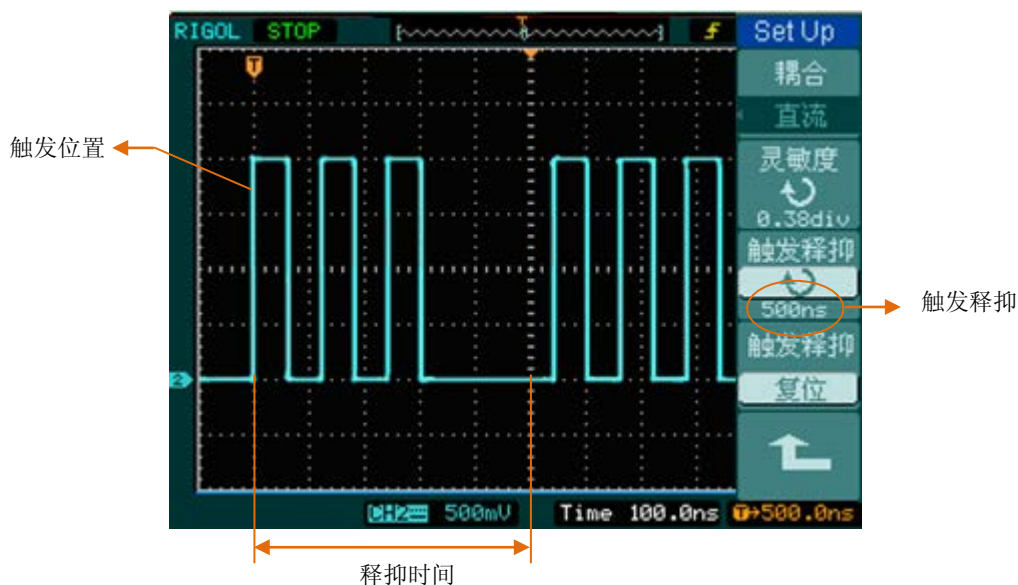 RIGOL STOP
T
Set Up
T
耦合
直流
触发位置
灵敏度
0.38div
触发释抑
500ns
触发释抑
触发释抑
复位
2
CH2 500mV Time 100.0ns T→500.0ns
释抑时间